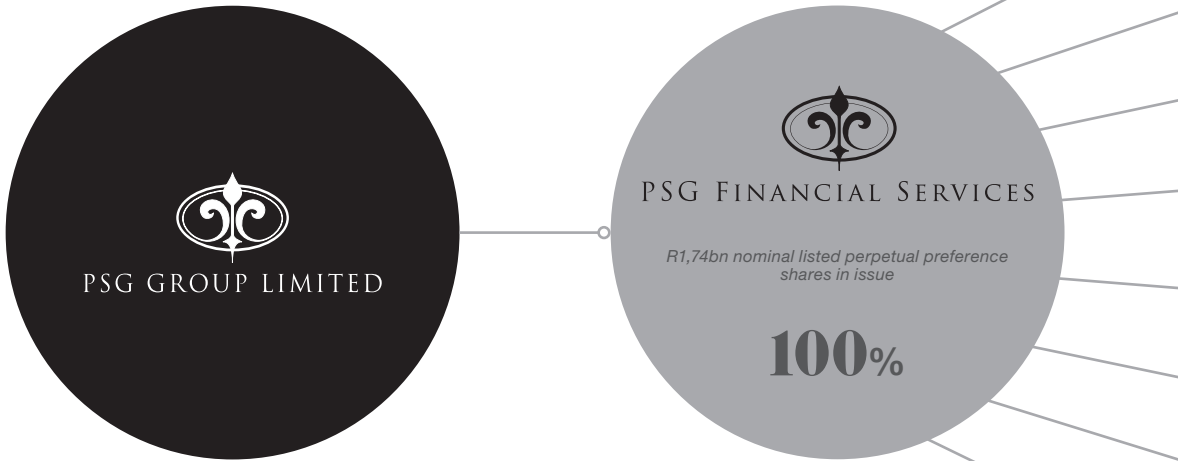 PSG GROUP LIMITED
PSG FINANCIAL SERVICES
R1,74bn nominal listed perpetual preference
shares in issue
100%